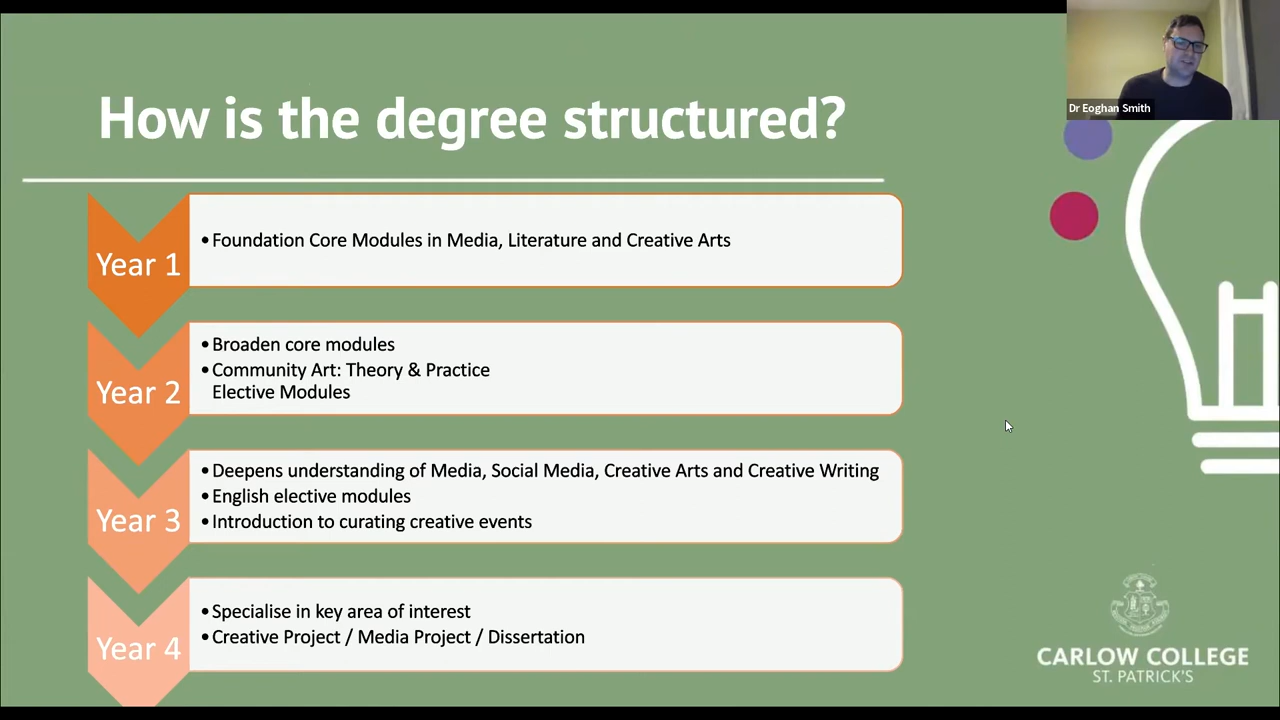 Dr Eoghan Smith
How is the degree structured?
Year 1
•Foundation Core Modules in Media, Literature and Creative Arts
Year 2
•Broaden core modules
•Community Art: Theory & Practice
Elective Modules
Year 3
•Deepens understanding of Media, Social Media, Creative Arts and Creative Writing
•English elective modules
•Introduction to curating creative events
Year 4
•Specialise in key area of interest
•Creative Project / Media Project / Dissertation
CARLOW COLLEGE
ST. PATRICK'S